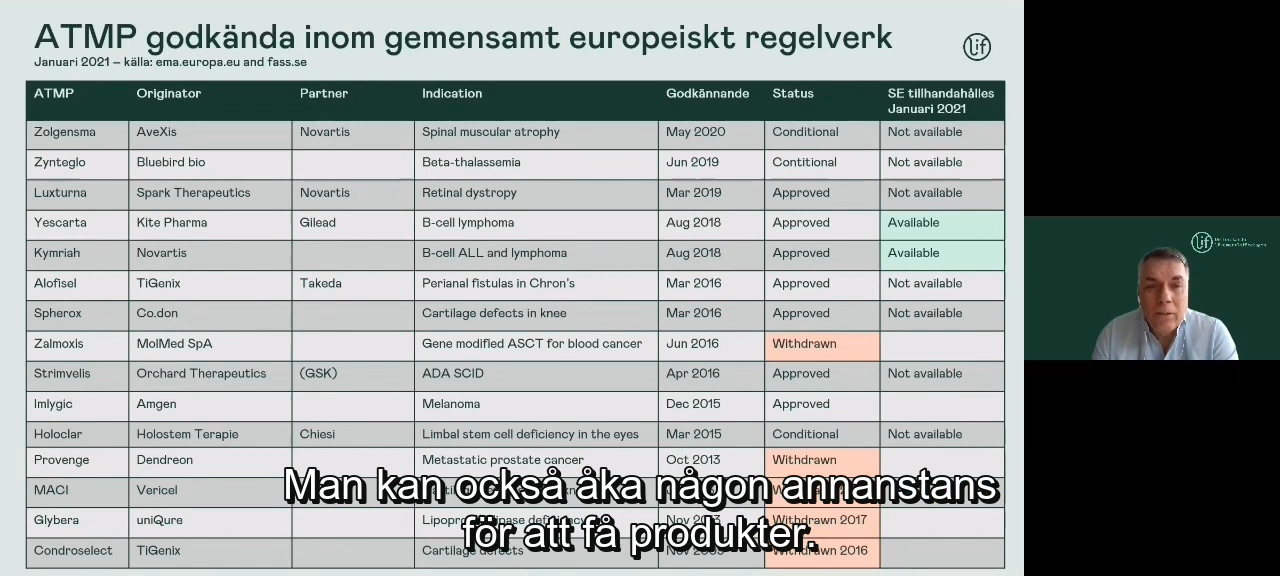 ATMP godkända inom gemensamt europeiskt regelverk
Januari 2021 – källa: ema.europa.eu and fass.se
lif
ATMP Originator Partner Indication Godkännande Status SE tillhandahålles Januari 2021
Zolgensma AveXis Novartis Spinal muscular atrophy May 2020 Conditional Not available
Zynteglo Bluebird bio Beta-thalassemia Jun 2019 Contitional Not available
Luxturna Spark Therapeutics Novartis Retinal dystropy Mar 2019 Approved Not available
Yescarta Kite Pharma Gilead B-cell lymphoma Aug 2018 Approved Available
Kymriah Novartis B-cell ALL and lymphoma Aug 2018 Approved Available
Alofisel TiGenix Takeda Perianal fistulas in Chron's Mar 2016 Approved Not available
Spherox Co.don Cartilage defects in knee Mar 2016 Approved Not available
Zalmoxis MolMed SpA Gene modified ASCT for blood cancer Jun 2016 Withdrawn
Strimvelis Orchard Therapeutics (GSK) ADA SCID Apr 2016 Approved Not available
Imlygic Amgen Melanoma Dec 2015 Approved
Holoclar Holostem Terapie Chiesi Limbal stem cell deficiency in the eyes Mar 2015 Conditional Not available
Provenge Dendreon Metastatic prostate cancer Oct 2013 Withdrawn
MACI Vericel
Glybera uniQure Withdrawn 2017
Condroselect TiGenix Cartilage defects 2016
Man kan också åka någon annanstans
för att få produkter.
lif